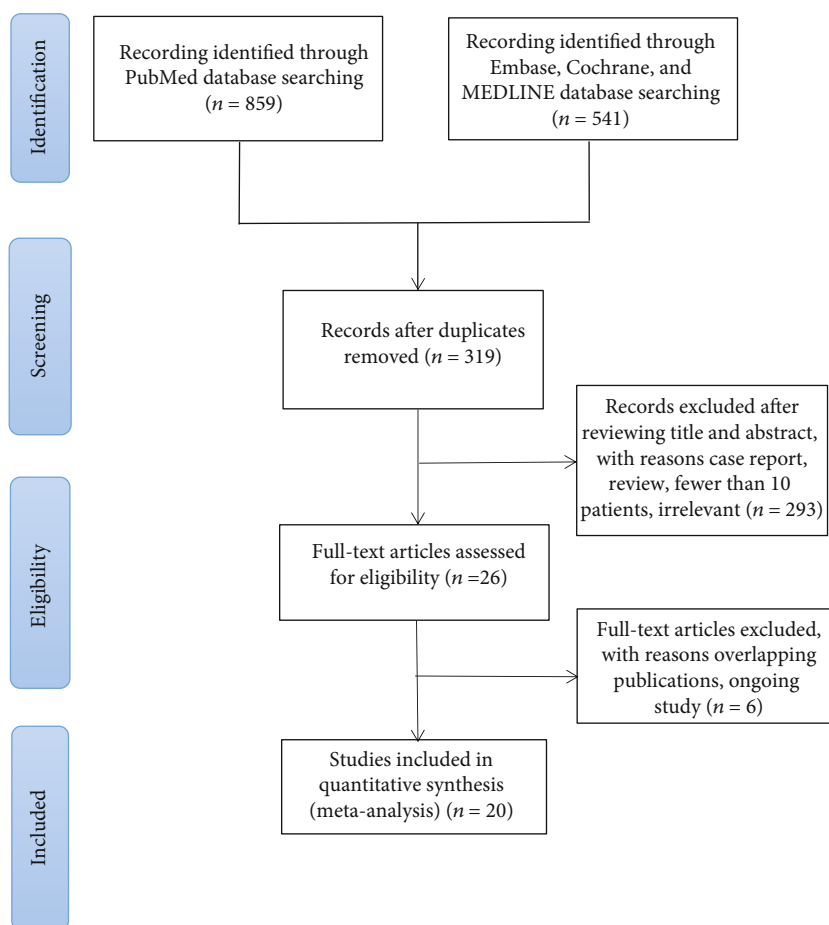 Identification
Recording identified through
PubMed database searching
(n = 859)
Recording identified through
Embase, Cochrane, and
MEDLINE database searching
(n = 541)
Screening
Records after duplicates
removed (n = 319)
Records excluded after
reviewing title and abstract,
with reasons case report,
review, fewer than 10
patients, irrelevant (n = 293)
Eligibility
Full-text articles assessed
for eligibility (n =26)
Full-text articles excluded,
with reasons overlapping
publications, ongoing
study (n = 6)
Included
Studies included in
quantitative synthesis
(meta-analysis) (n = 20)